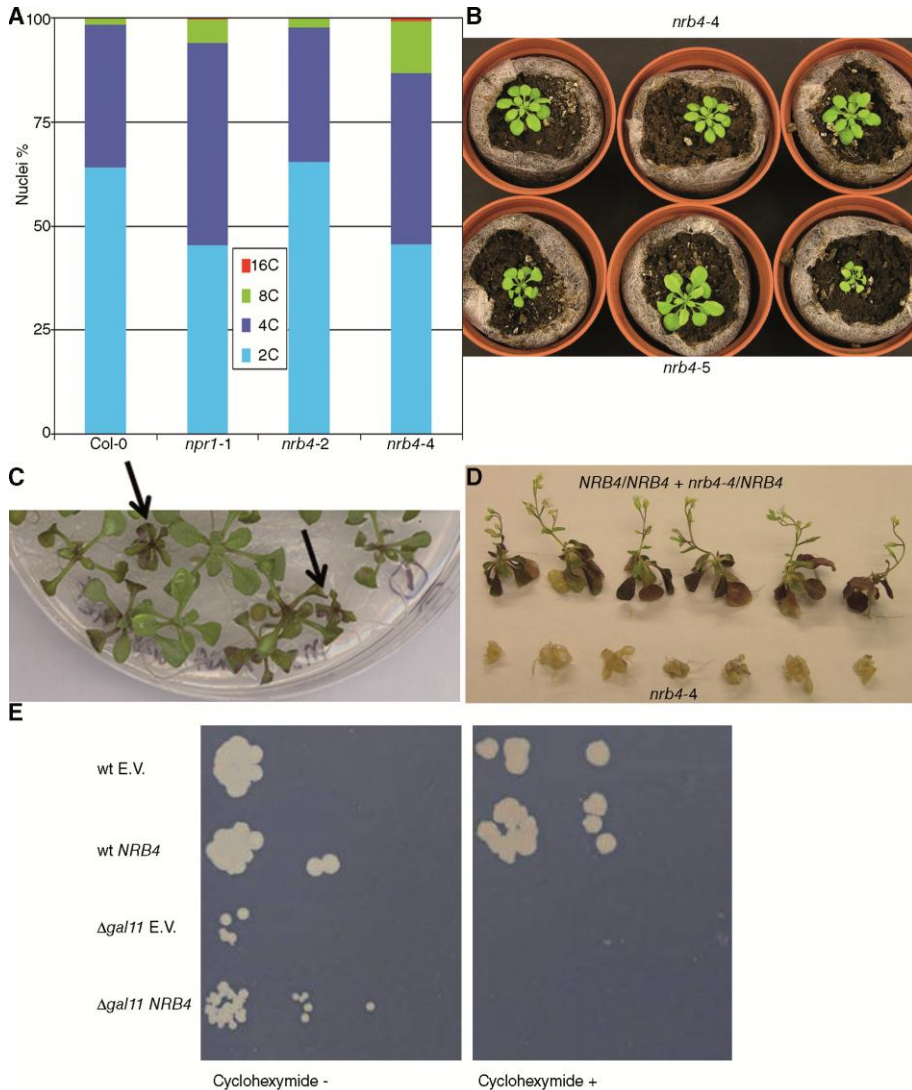 A
100
75
50
25
0
Nuclei %
16C
8C
4C
2C
Col-0
npr1-1
nrb4-2
nrb4-4
B
nrb4-4
nrb4-5
C
D
NRB4/NRB4 + nrb4-4/NRB4
nrb4-4
E
wt E.V.
wt NRB4
Δgal11 E.V.
Δgal11 NRB4
Cyclohexymide -
Cyclohexymide +